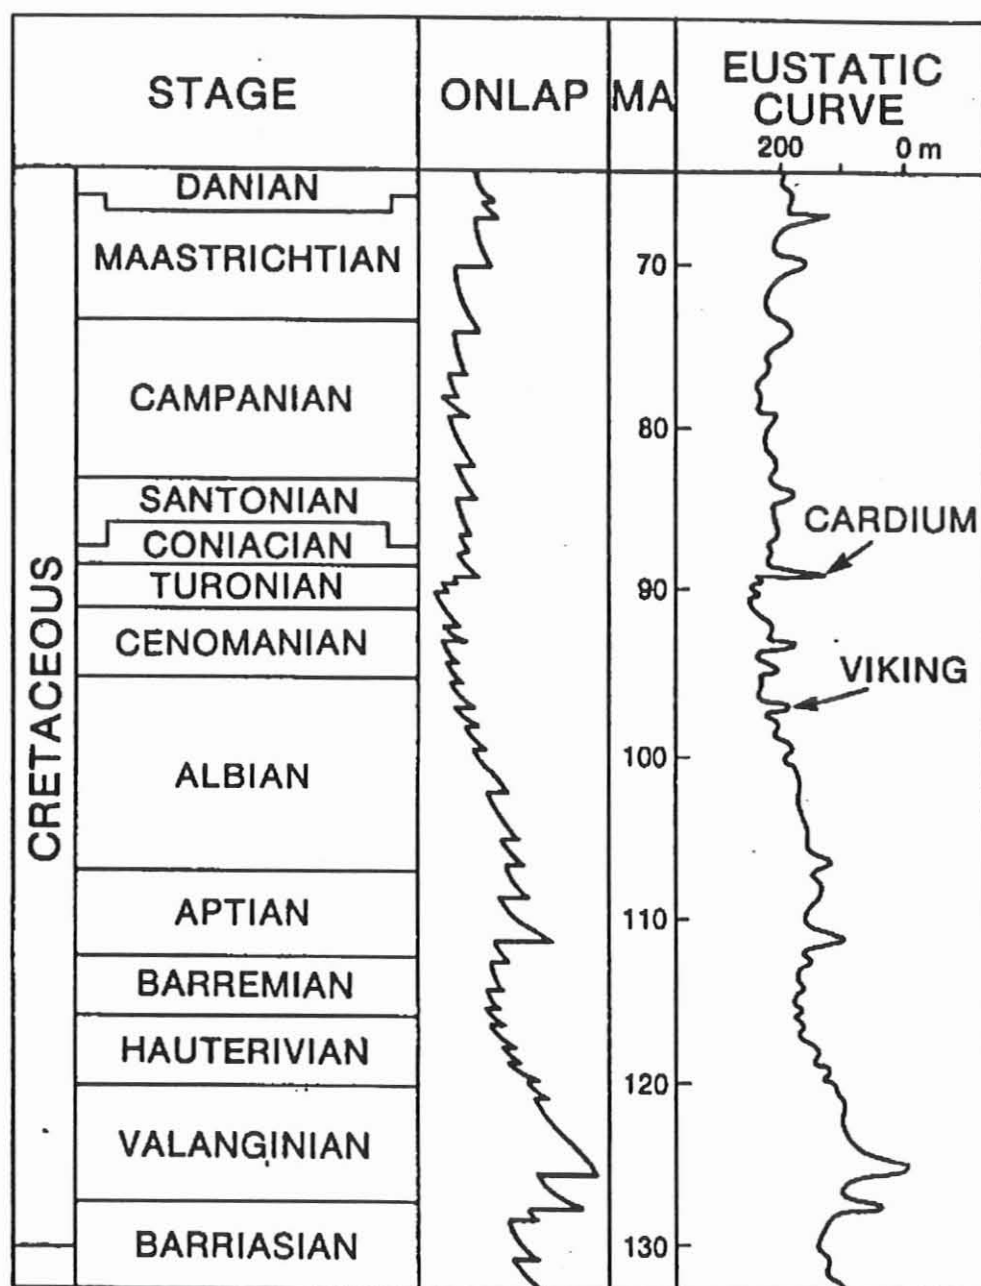 STAGE
ONLAP
MA
EUSTATIC
CURVE
200
0 m
CRETACEOUS
DANIAN
MAASTRICHTIAN
70
CAMPANIAN
80
SANTONIAN
CARDIUM
CONIACIAN
TURONIAN
90
CENOMANIAN
VIKING
100
ALBIAN
APTIAN
110
BARREMIAN
HAUTERIVIAN
120
VALANGINIAN
BARRIASIAN
130